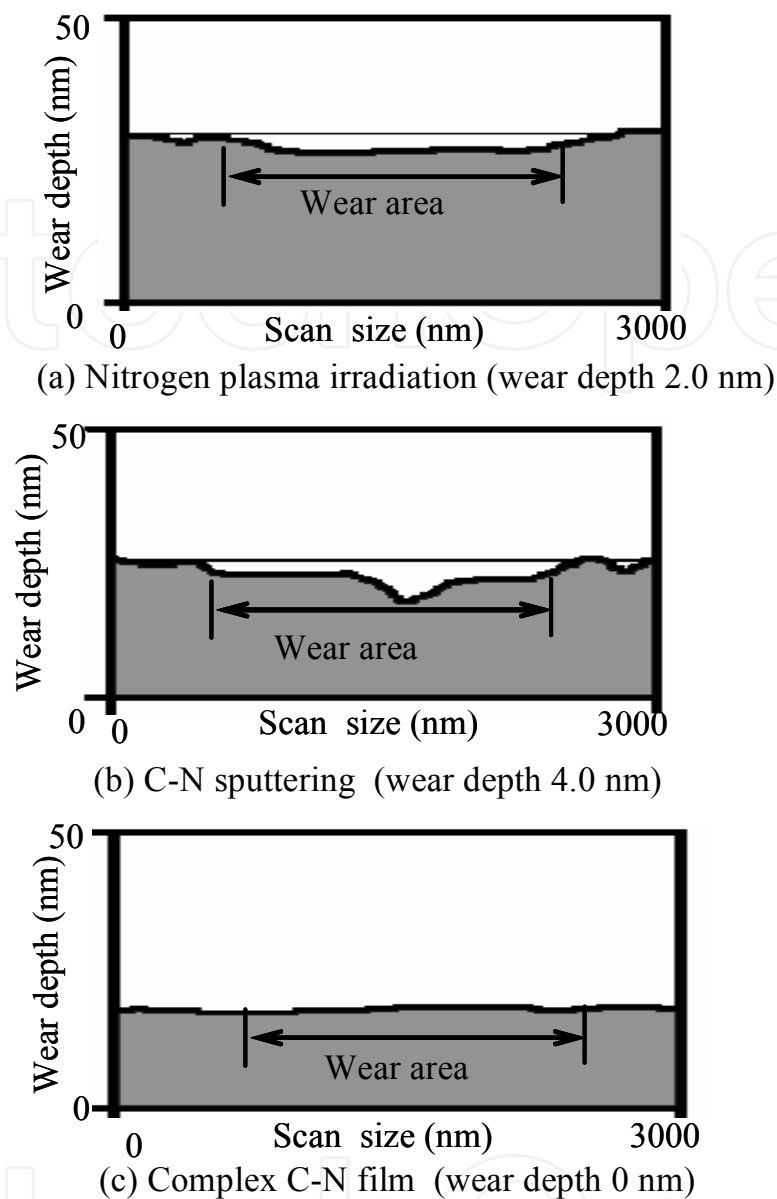 50
Wear depth (nm)
Wear area
0
0
Scan size (nm)
3000
(a) Nitrogen plasma irradiation (wear depth 2.0 nm)
50
Wear depth (nm)
Wear area
0
0
Scan size (nm)
3000
(b) C-N sputtering (wear depth 4.0 nm)
50
Wear depth (nm)
Wear area
0
0
Scan size (nm)
3000
(c) Complex C-N film (wear depth 0 nm)